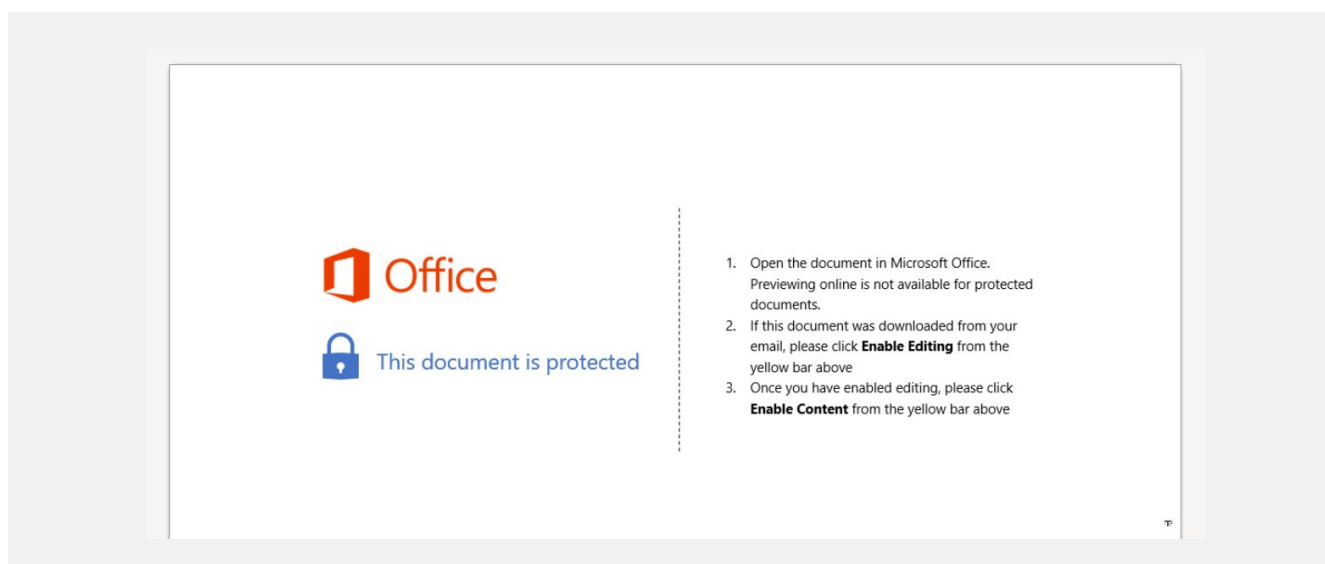 Office
This document is protected
1. Open the document in Microsoft Office.
Previewing online is not available for protected
documents.
2. If this document was downloaded from your
email, please click Enable Editing from the
yellow bar above
3. Once you have enabled editing, please click
Enable Content from the yellow bar above